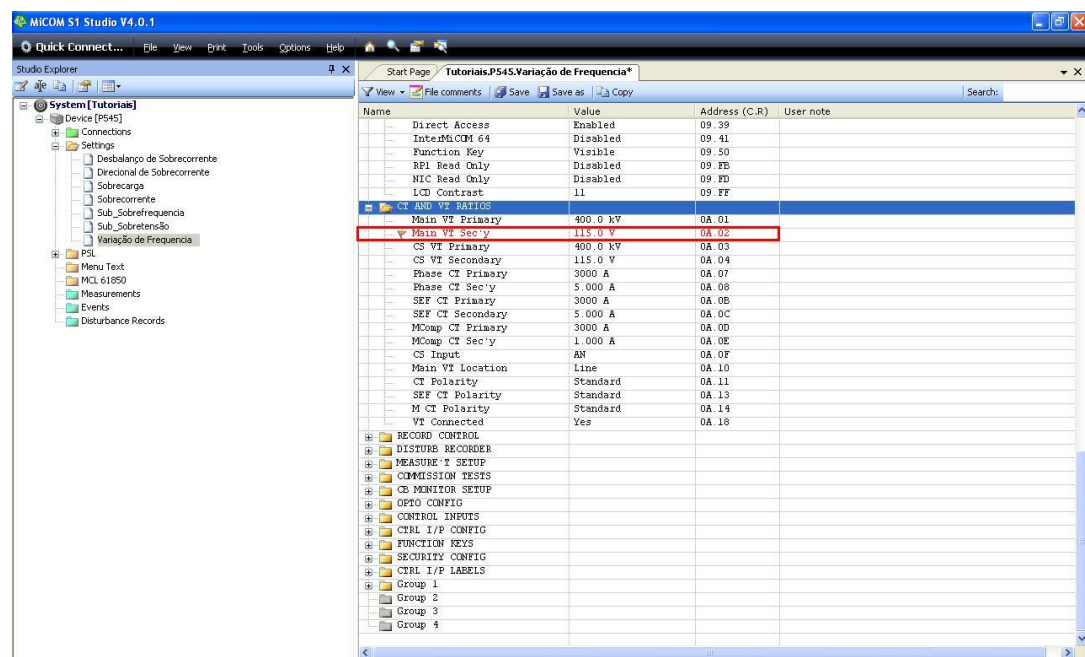 MiCOM S1 Studio V4.0.1
Quick Connect... File View Print Tools Options Help
Studio Explorer
Start Page Tutoriais.P545.Variação de Frequencia*
View File comments Save Save as Copy Search:
System [Tutoriais]
Device [P545]
Connections
Settings
Desbalanço de Sobrecorrente
Direcional de Sobrecorrente
Sobrecarga
Sobrecorrente
Sub_Sobrefrequencia
Sub_Sobretensão
Variação de Frequencia
PSL
Menu Text
MCL 61850
Measurements
Events
Disturbance Records
Name Value Address (C.R) User note
Direct Access Enabled 09.39
InterMiCOM 64 Disabled 09.41
Function Key Visible 09.50
RP1 Read Only Disabled 09.FB
NIC Read Only Disabled 09.FD
LCD Contrast 11 09.FF
CT AND VT RATIOS
Main VT Primary 400.0 kV 0A.01
Main VT Sec'y 115.0 V 0A.02
CS VT Primary 400.0 kV 0A.03
CS VT Secondary 115.0 V 0A.04
Phase CT Primary 3000 A 0A.07
Phase CT Sec'y 5.000 A 0A.08
SEF CT Primary 3000 A 0A.0B
SEF CT Secondary 5.000 A 0A.0C
MComp CT Primary 3000 A 0A.0D
MComp CT Sec'y 1.000 A 0A.0E
CS Input AN 0A.0F
Main VT Location Line 0A.10
CT Polarity Standard 0A.11
SEF CT Polarity Standard 0A.13
M CT Polarity Standard 0A.14
VT Connected Yes 0A.18
RECORD CONTROL
DISTURB RECORDER
MEASURE'T SETUP
COMMISSION TESTS
CB MONITOR SETUP
OPTO CONFIG
CONTROL INPUTS
CTRL I/P CONFIG
FUNCTION KEYS
SECURITY CONFIG
CTRL I/P LABELS
Group 1
Group 2
Group 3
Group 4